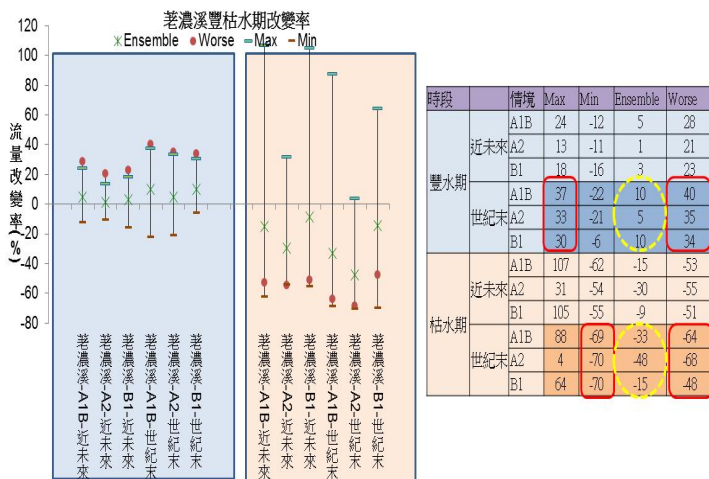 荖濃溪豐枯水期改變率
Ensemble Worse Max Min
流量改變率(%)
120
100
80
60
40
20
0
-20
-40
-60
-80
荖濃溪-A1B-近未來
荖濃溪-A2-近未來
荖濃溪-B1-近未來
荖濃溪-A1B-世紀末
荖濃溪-A2-世紀末
荖濃溪-B1-世紀末
荖濃溪-A1B-近未來
荖濃溪-A2-近未來
荖濃溪-B1-近未來
荖濃溪-A1B-世紀末
荖濃溪-A2-世紀末
荖濃溪-B1-世紀末
時段 情境 Max Min Ensemble Worse
豐水期 近未來 A1B 24 -12 5 28
A2 13 -11 1 21
B1 18 -16 3 23
世紀末 A1B 37 -22 10 40
A2 33 -21 5 35
B1 30 -6 10 34
枯水期 近未來 A1B 107 -62 -15 -53
A2 31 -54 -30 -55
B1 105 -55 -9 -51
世紀末 A1B 88 -69 -33 -64
A2 4 -70 -48 -68
B1 64 -70 -15 -48